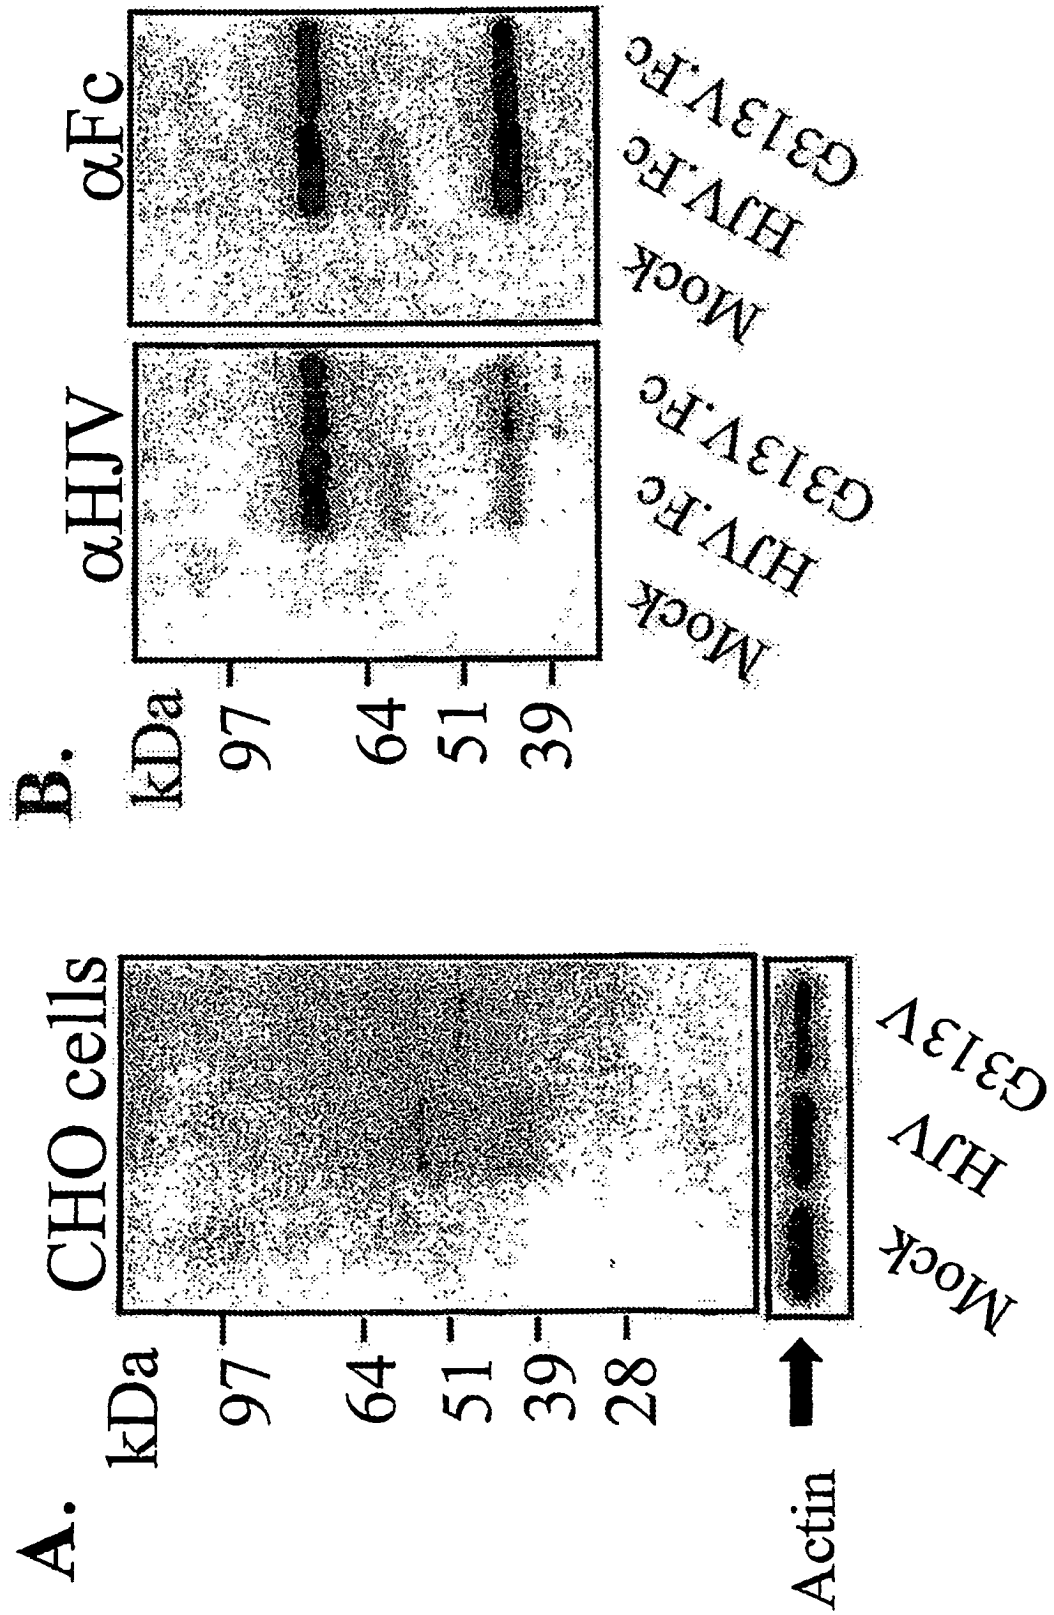 A.
CHO cells
kDa
97
64
51
39
28
Actin
Mock
HJV
G313V
B.
αHJV
αFc
kDa
97
64
51
39
Mock
HJV.Fc
G313V.Fc
Mock
HJV.Fc
G313V.Fc